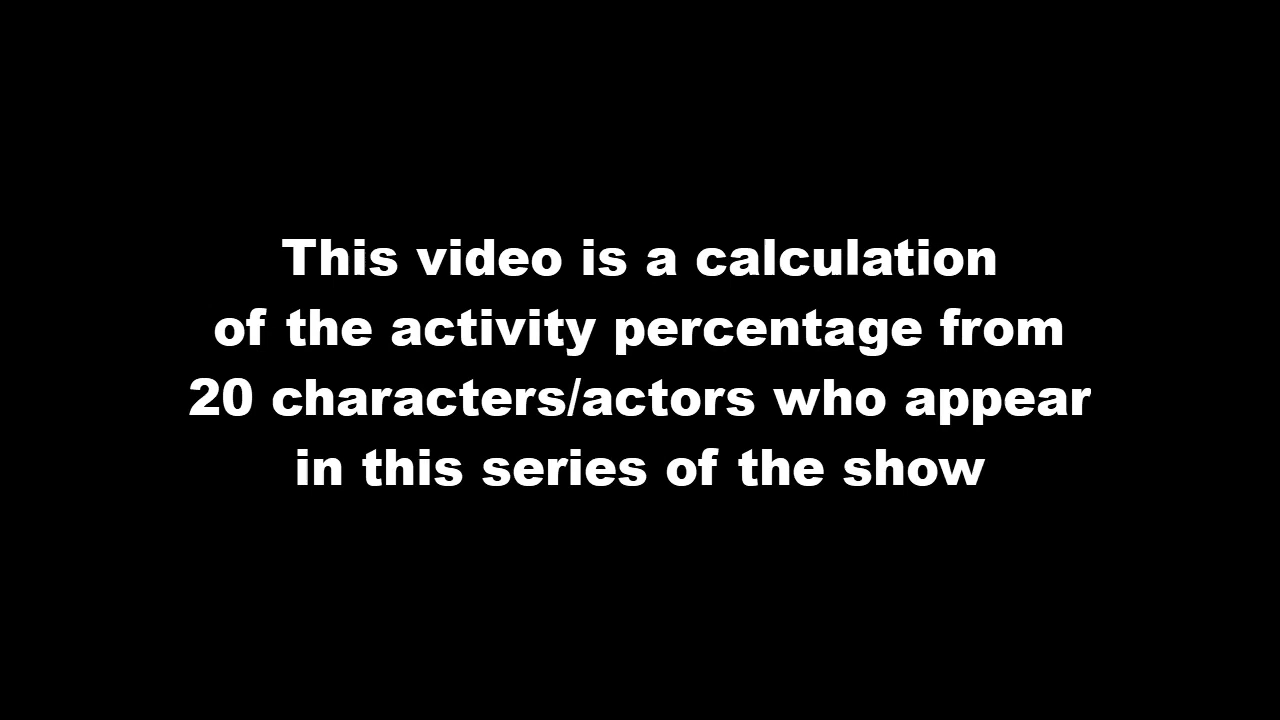 This video is a calculation
of the activity percentage from
20 characters/actors who appear
in this series of the show